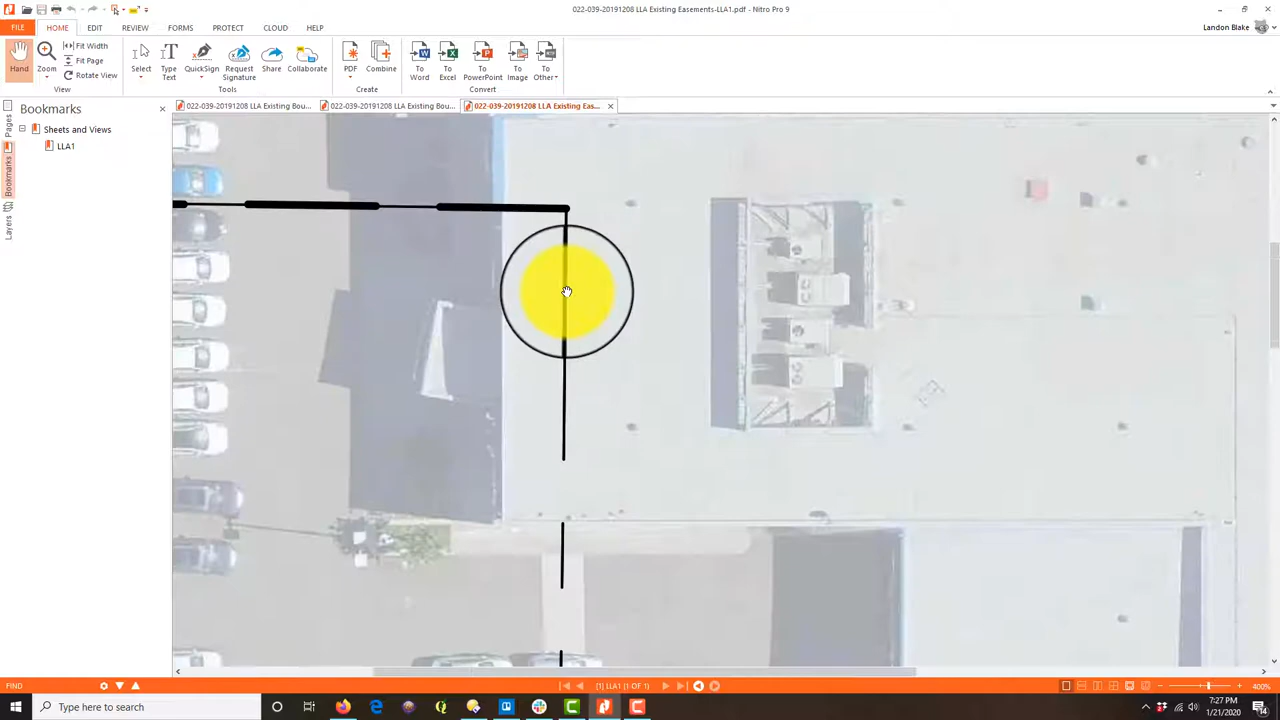 022-039-20191208 LLA Existing Easements-LLA1.pdf - Nitro Pro 9
FILE HOME EDIT REVIEW FORMS PROTECT CLOUD HELP
Landon Blake
Hand
Zoom
Fit Width
Fit Page
Rotate View
View
Select
Type Text
QuickSign
Request Signature
Share
Collaborate
Tools
PDF
Combine
Create
To Word
To Excel
To PowerPoint
To Image
To Other
Convert
Bookmarks
022-039-20191208 LLA Existing Bou...
022-039-20191208 LLA Existing Bou...
022-039-20191208 LLA Existing Eas...
Pages
Bookmarks
Layers
Sheets and Views
LLA1
FIND
[1] LLA1 (1 OF 1)
400%
Type here to search
7:27 PM
1/21/2020
14